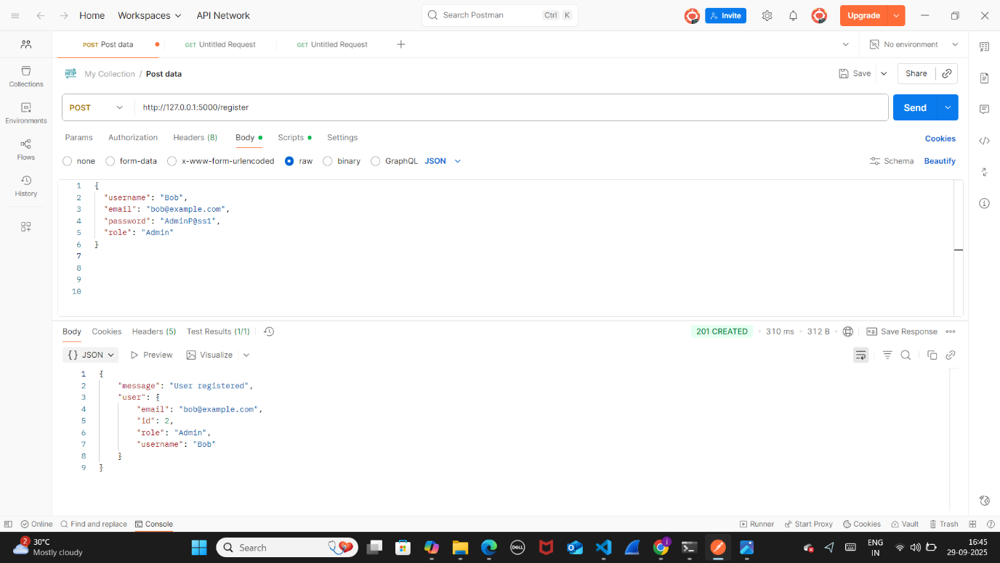 Home Workspaces API Network Search Postman Ctrl K Invite Upgrade
POST Post data GET Untitled Request GET Untitled Request No environment
HTTP My Collection / Post data Save Share
Collections
POST http://127.0.0.1:5000/register Send
Environments
Params Authorization Headers (8) Body Scripts Settings Cookies
Flows
none form-data x-www-form-urlencoded raw binary GraphQL JSON Schema Beautify
History
1 {
2 "username": "Bob",
3 "email": "bob@example.com",
4 "password": "AdminP@ss1",
5 "role": "Admin"
6 }
7
8
9
10
Body Cookies Headers (5) Test Results (1/1) 201 CREATED 310 ms 312 B e.g. Save Response
{} JSON Preview Visualize
1 {
2 "message": "User registered",
3 "user": {
4 "email": "bob@example.com",
5 "id": 2,
6 "role": "Admin",
7 "username": "Bob"
8 }
9 }
Online Find and replace Console Runner Start Proxy Cookies Vault Trash
2 30°C
Mostly cloudy
Search
DELL
ENG
IN
16:45
29-09-2025